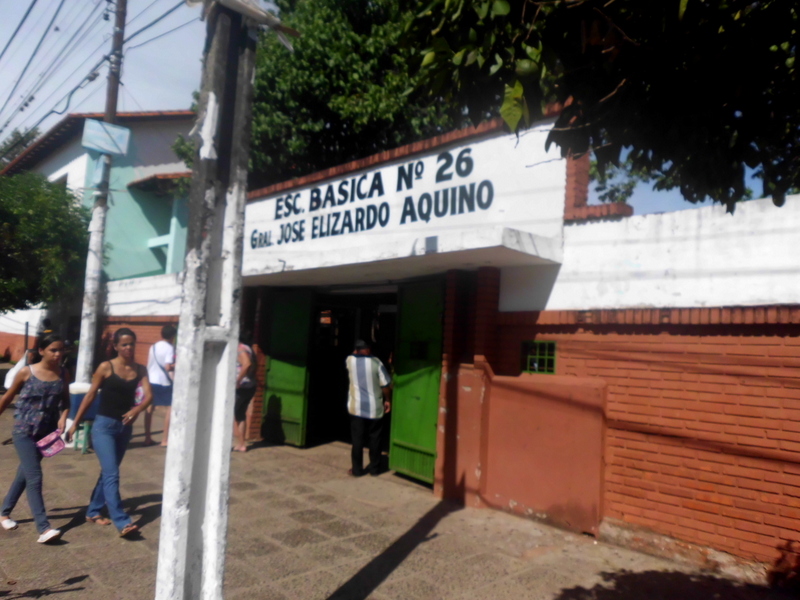 ESC. BASICA Nº 26
GRAL. JOSE ELIZARDO AQUINO